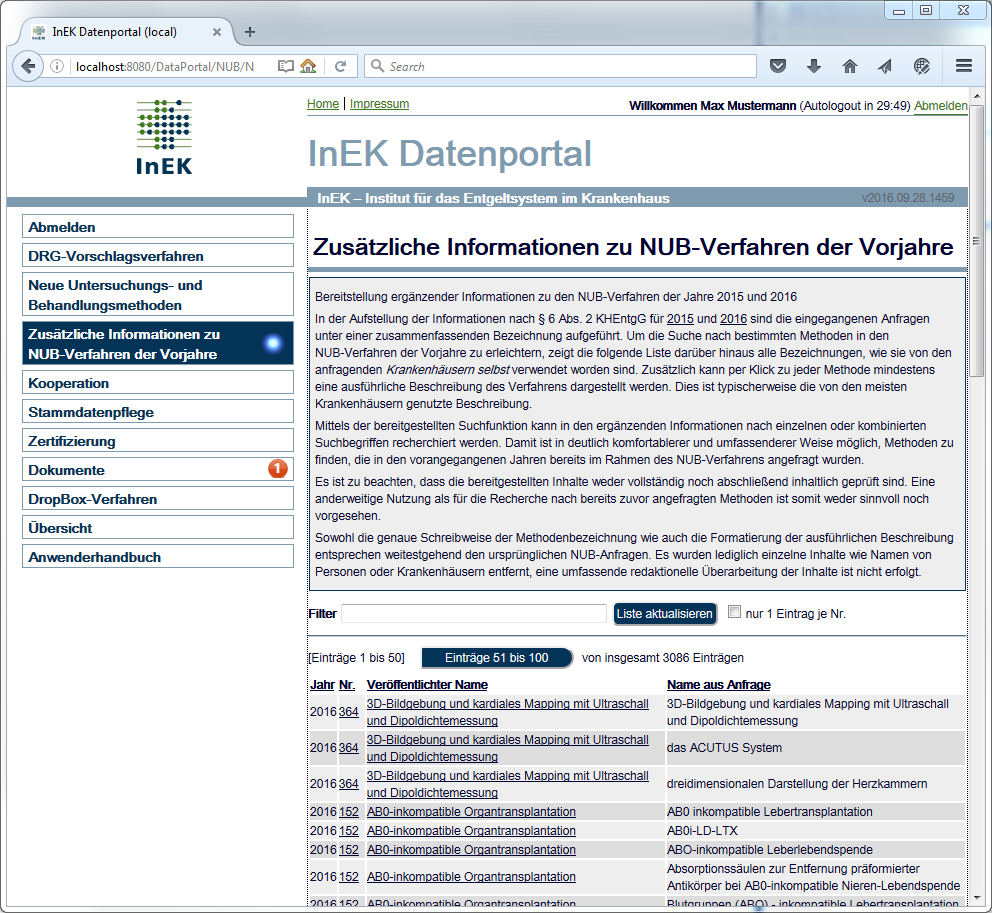 InEK Datenportal (local)
localhost:8080/DataPortal/NUB/N
Search
InEK
Home | Impressum
Willkommen Max Mustermann (Autologout in 29:49) Abmelden
InEK Datenportal
InEK – Institut für das Entgeltsystem im Krankenhaus
v2016.09.28.1459
Abmelden
DRG-Vorschlagsverfahren
Neue Untersuchungs- und
Behandlungsmethoden
Zusätzliche Informationen zu
NUB-Verfahren der Vorjahre
Kooperation
Stammdatenpflege
Zertifizierung
Dokumente
1
DropBox-Verfahren
Übersicht
Anwenderhandbuch
Zusätzliche Informationen zu NUB-Verfahren der Vorjahre
Bereitstellung ergänzender Informationen zu den NUB-Verfahren der Jahre 2015 und 2016
In der Aufstellung der Informationen nach § 6 Abs. 2 KHEntgG für 2015 und 2016 sind die eingegangenen Anfragen
unter einer zusammenfassenden Bezeichnung aufgeführt. Um die Suche nach bestimmten Methoden in den
NUB-Verfahren der Vorjahre zu erleichtern, zeigt die folgende Liste darüber hinaus alle Bezeichnungen, wie sie von den
anfragenden Krankenhäusern selbst verwendet worden sind. Zusätzlich kann per Klick zu jeder Methode mindestens
eine ausführliche Beschreibung des Verfahrens dargestellt werden. Dies ist typischerweise die von den meisten
Krankenhäusern genutzte Beschreibung.
Mittels der bereitgestellten Suchfunktion kann in den ergänzenden Informationen nach einzelnen oder kombinierten
Suchbegriffen recherchiert werden. Damit ist in deutlich komfortablerer und umfassenderer Weise möglich, Methoden zu
finden, die in den vorangegangenen Jahren bereits im Rahmen des NUB-Verfahrens angefragt wurden.
Es ist zu beachten, dass die bereitgestellten Inhalte weder vollständig noch abschließend inhaltlich geprüft sind. Eine
anderweitige Nutzung als für die Recherche nach bereits zuvor angefragten Methoden ist somit weder sinnvoll noch
vorgesehen.
Sowohl die genaue Schreibweise der Methodenbezeichnung wie auch die Formatierung der ausführlichen Beschreibung
entsprechen weitestgehend den ursprünglichen NUB-Anfragen. Es wurden lediglich einzelne Inhalte wie Namen von
Personen oder Krankenhäusern entfernt, eine umfassende redaktionelle Überarbeitung der Inhalte ist nicht erfolgt.
Filter Liste aktualisieren nur 1 Eintrag je Nr.
[Einträge 1 bis 50] Einträge 51 bis 100 von insgesamt 3086 Einträgen
Jahr Nr. Veröffentlichter Name Name aus Anfrage
2016 364 3D-Bildgebung und kardiales Mapping mit Ultraschall
und Dipoldichtemessung
3D-Bildgebung und kardiales Mapping mit Ultraschall
und Dipoldichtemessung
2016 364 3D-Bildgebung und kardiales Mapping mit Ultraschall
und Dipoldichtemessung
das ACUTUS System
2016 364 3D-Bildgebung und kardiales Mapping mit Ultraschall
und Dipoldichtemessung
dreidimensionalen Darstellung der Herzkammern
2016 152 AB0-inkompatible Organtransplantation AB0 inkompatible Lebertransplantation
2016 152 AB0-inkompatible Organtransplantation AB0i-LD-LTX
2016 152 AB0-inkompatible Organtransplantation ABO-inkompatible Leberlebendspende
2016 152 AB0-inkompatible Organtransplantation
Absorptionssäulen zur Entfernung präformierter
Antikörper bei AB0-inkompatible Nieren-Lebendspende
2016 152 AB0-inkompatible Organtransplantation Blutgruppen (ABO) - inkompatible Lebertransplantation